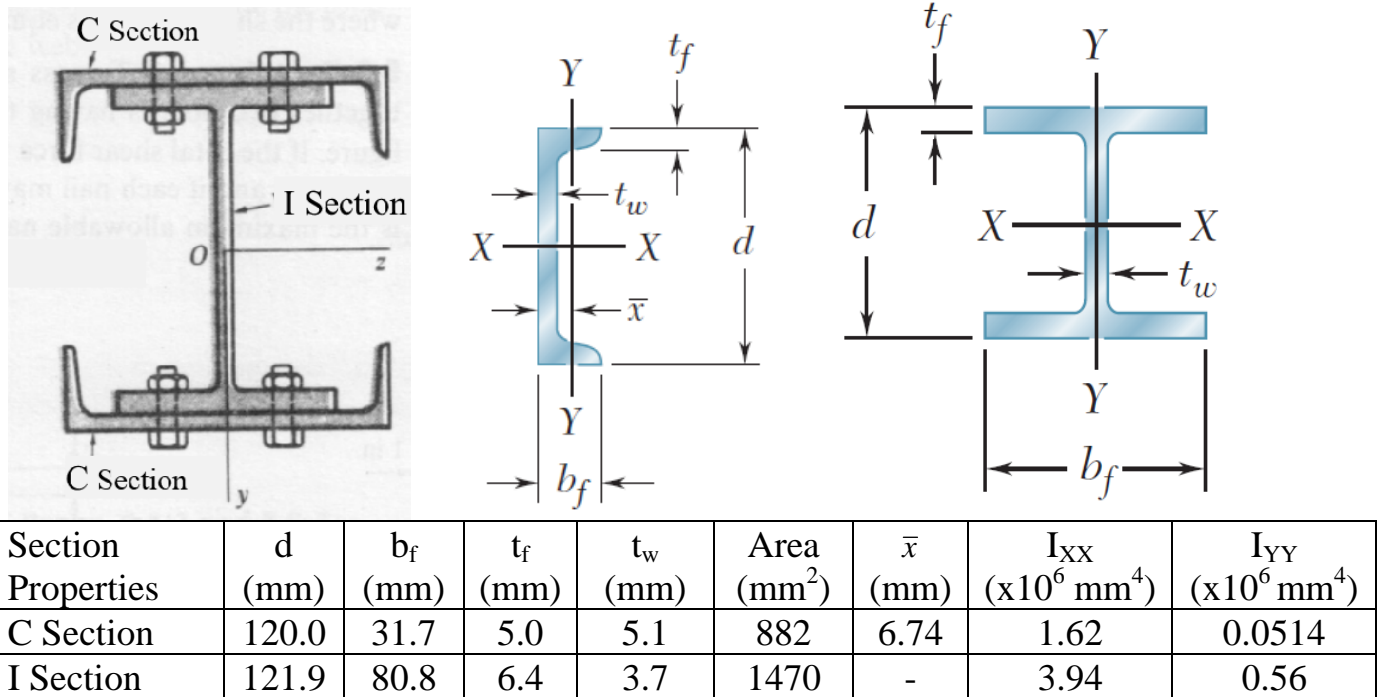 C Section
I Section
O
z
C Section
y
Y
t_f
t_w
X
X
d
x̄
Y
b_f
t_f
Y
d
X
X
t_w
Y
b_f
Section Properties | d (mm) | b_f (mm) | t_f (mm) | t_w (mm) | Area (mm²) | x̄ (mm) | I_XX (x10⁶ mm⁴) | I_YY (x10⁶ mm⁴)
C Section | 120.0 | 31.7 | 5.0 | 5.1 | 882 | 6.74 | 1.62 | 0.0514
I Section | 121.9 | 80.8 | 6.4 | 3.7 | 1470 | - | 3.94 | 0.56